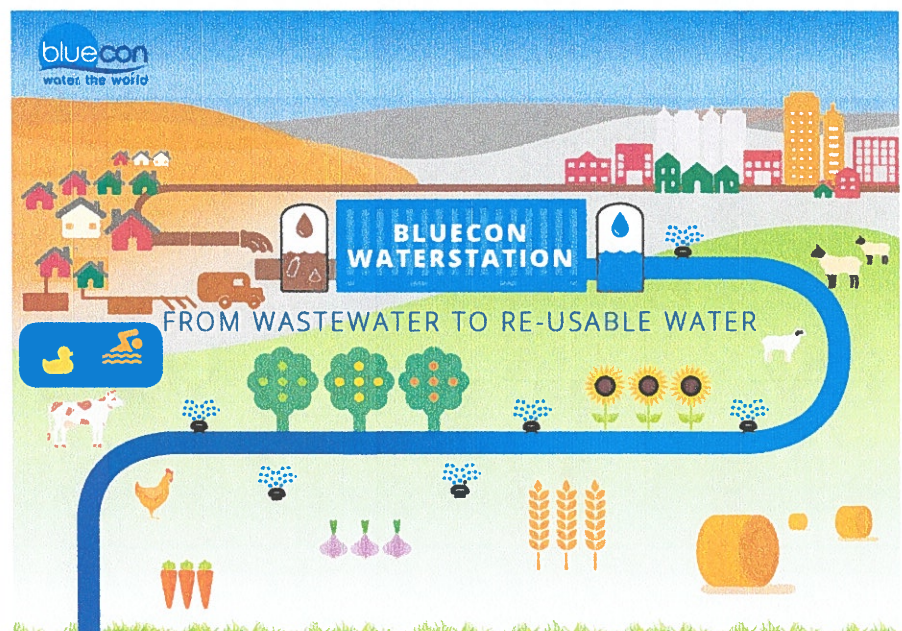 bluecon
water the world
BLUECON
WATERSTATION
FROM WASTEWATER TO RE-USABLE WATER